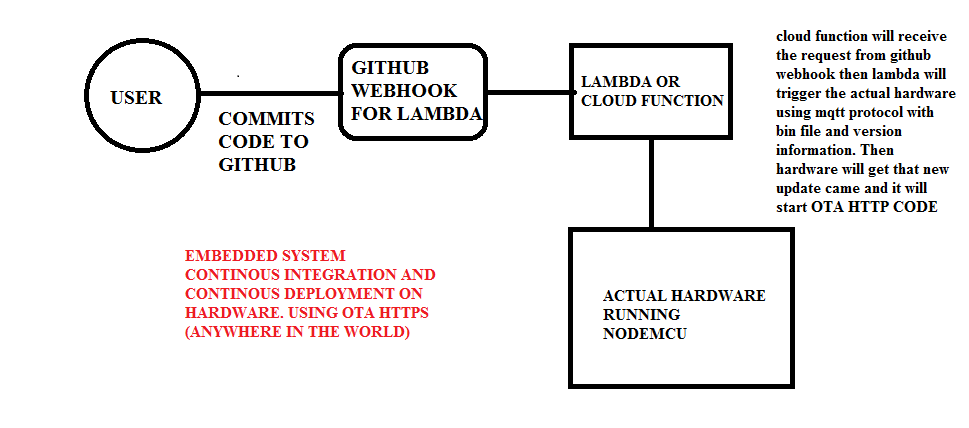 USER
COMMITS
CODE TO
GITHUB
GITHUB
WEBHOOK
FOR LAMBDA
LAMBDA OR
CLOUD FUNCTION
cloud function will receive
the request from github
webhook then lambda will
trigger the actual hardware
using mqtt protocol with
bin file and version
information. Then
hardware will get that new
update came and it will
start OTA HTTP CODE
EMBEDDED SYSTEM
CONTINOUS INTEGRATION AND
CONTINOUS DEPLOYMENT ON
HARDWARE. USING OTA HTTPS
(ANYWHERE IN THE WORLD)
ACTUAL HARDWARE
RUNNING
NODEMCU